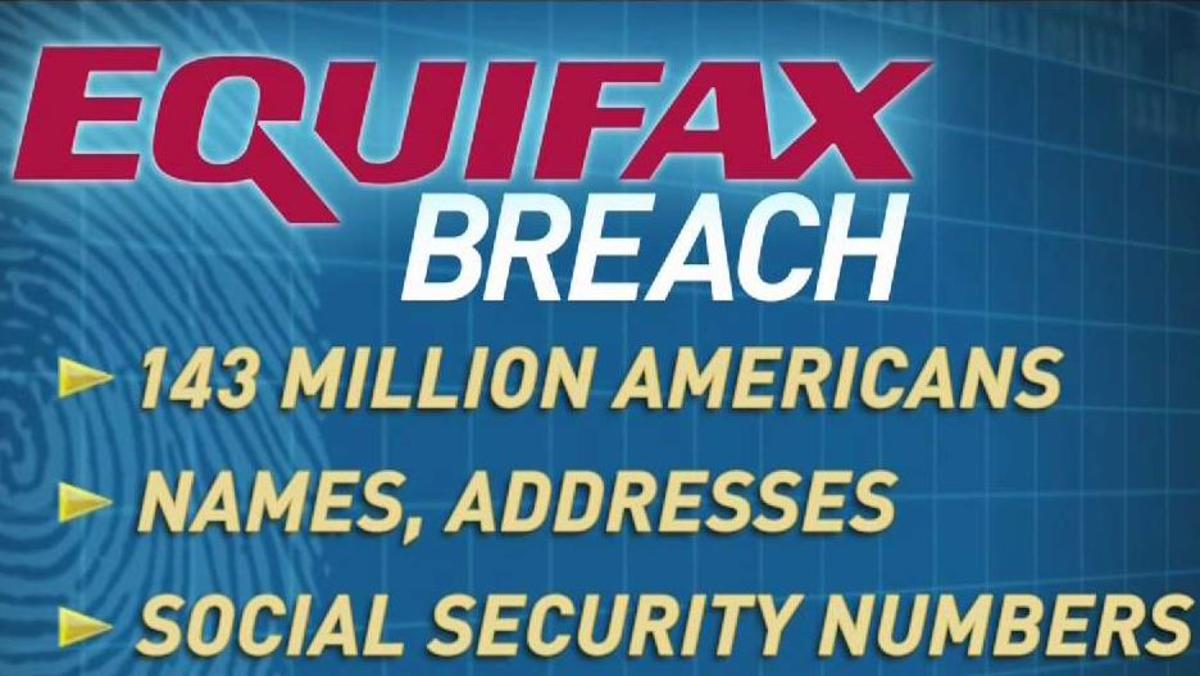 EQUIFAX
BREACH
143 MILLION AMERICANS
NAMES, ADDRESSES
SOCIAL SECURITY NUMBERS